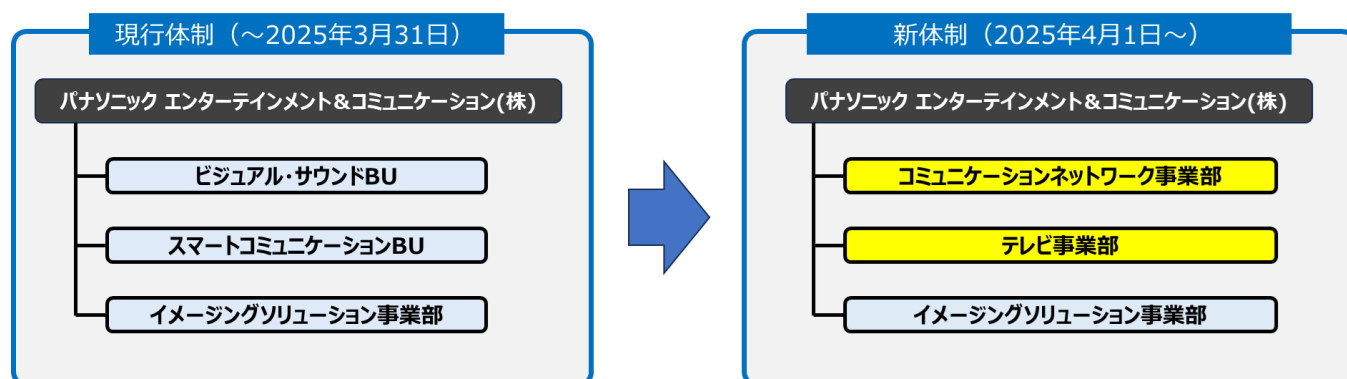 現行体制（～2025年3月31日）
パナソニック エンターテインメント&コミュニケーション(株)
ビジュアル・サウンドBU
スマートコミュニケーションBU
イメージングソリューション事業部
新体制（2025年4月1日～）
パナソニック エンターテインメント&コミュニケーション(株)
コミュニケーションネットワーク事業部
テレビ事業部
イメージングソリューション事業部